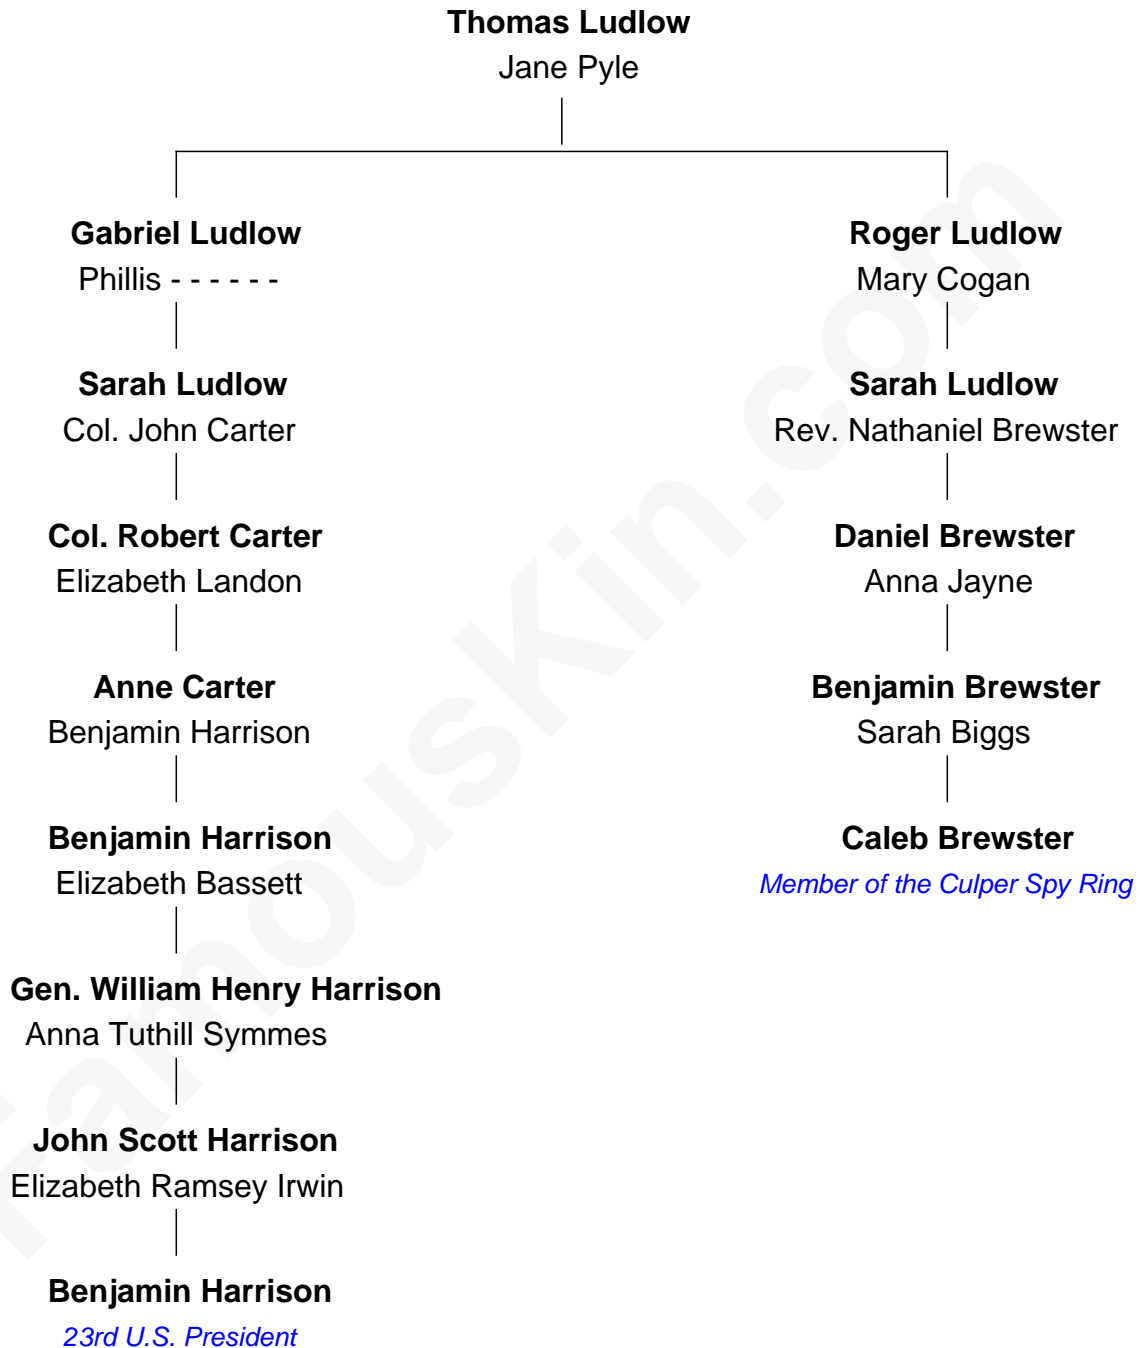 Thomas Ludlow
Jane Pyle
Gabriel Ludlow
Phillis - - - - - -
Sarah Ludlow
Col. John Carter
Col. Robert Carter
Elizabeth Landon
Anne Carter
Benjamin Harrison
Benjamin Harrison
Elizabeth Bassett
Gen. William Henry Harrison
Anna Tuthill Symmes
John Scott Harrison
Elizabeth Ramsey Irwin
Benjamin Harrison
23rd U.S. President
Roger Ludlow
Mary Cogan
Sarah Ludlow
Rev. Nathaniel Brewster
Daniel Brewster
Anna Jayne
Benjamin Brewster
Sarah Biggs
Caleb Brewster
Member of the Culper Spy Ring
FamousKin.com